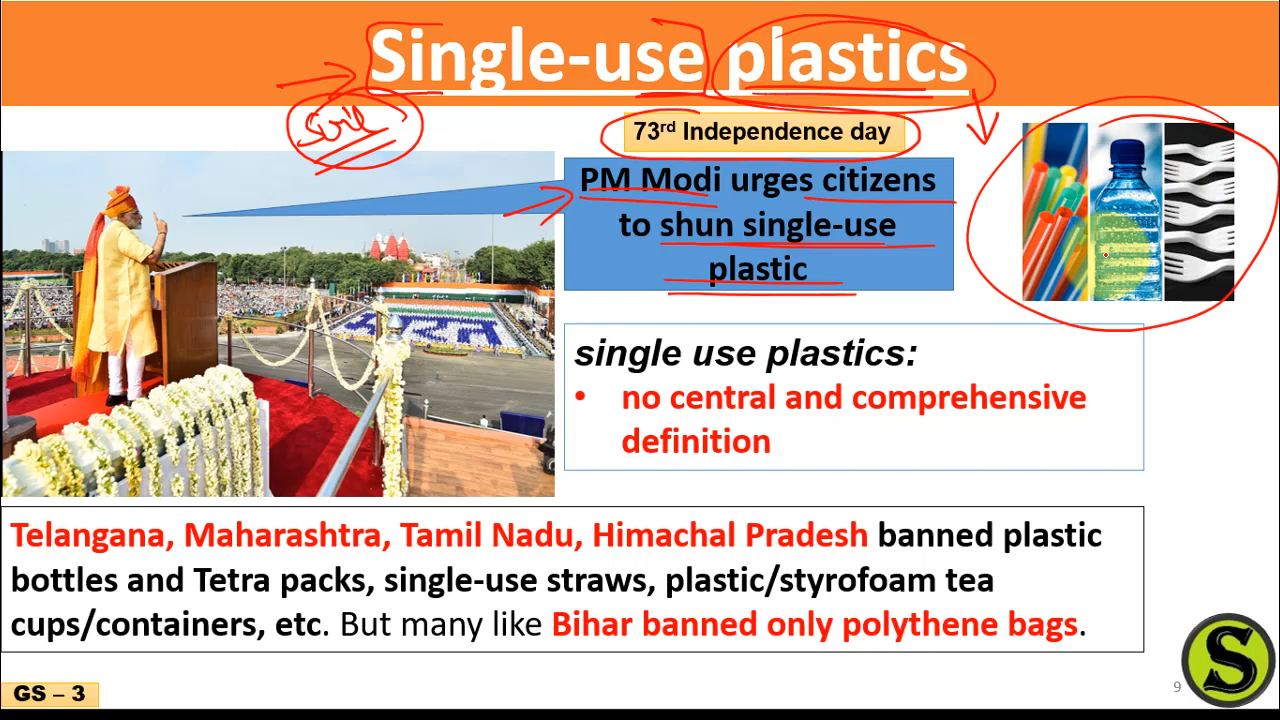 Single-use plastics
73rd Independence day
PM Modi urges citizens
to shun single-use
plastic
single use plastics:
• no central and comprehensive
definition
Telangana, Maharashtra, Tamil Nadu, Himachal Pradesh banned plastic
bottles and Tetra packs, single-use straws, plastic/styrofoam tea
cups/containers, etc. But many like Bihar banned only polythene bags.
GS – 3
9
S